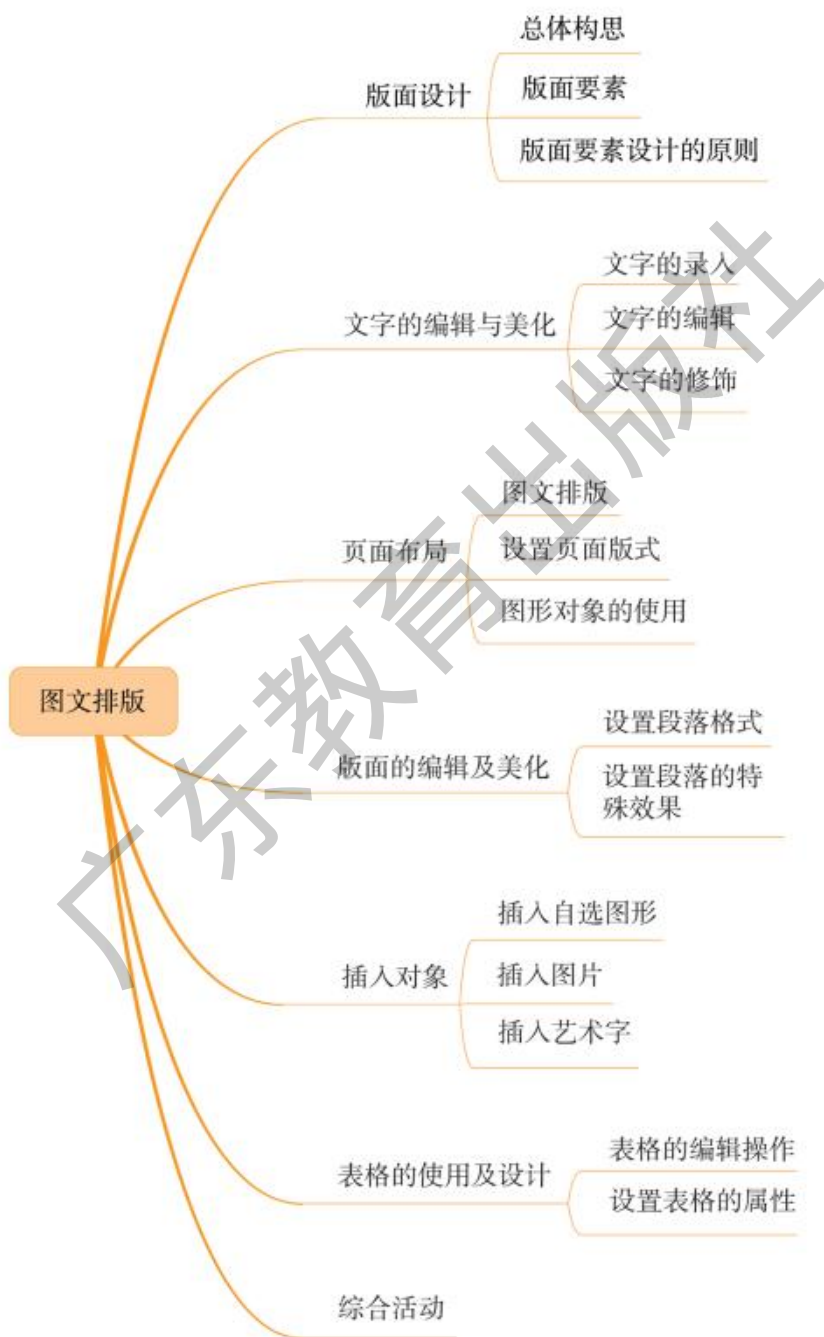 总体构思
版面设计
版面要素
版面要素设计的原则
文字的录入
文字的编辑与美化
文字的编辑
文字的修饰
图文排版
页面布局
设置页面版式
图形对象的使用
图文排版
设置段落格式
版面的编辑及美化
设置段落的特
殊效果
插入自选图形
插入对象
插入图片
插入艺术字
表格的编辑操作
表格的使用及设计
设置表格的属性
综合活动
广东教育出版社